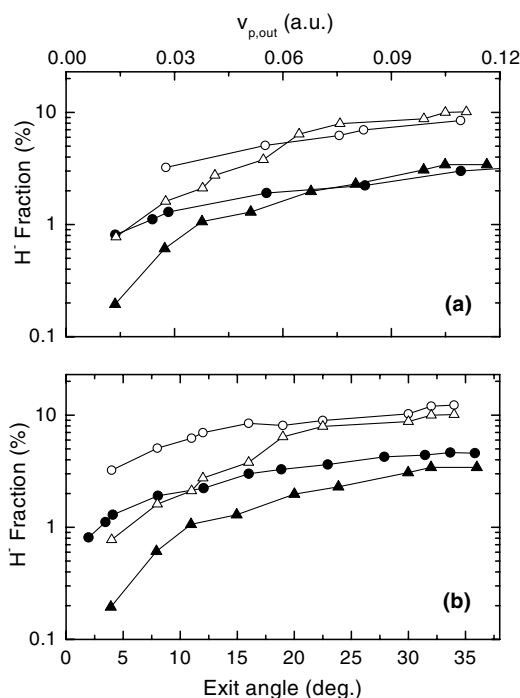 v_p,out (a.u.)
0.00 0.03 0.06 0.09 0.12
10
1
0.1
H⁻ Fraction (%)
(a)
10
1
0.1
H⁻ Fraction (%)
(b)
0 5 10 15 20 25 30 35
Exit angle (deg.)